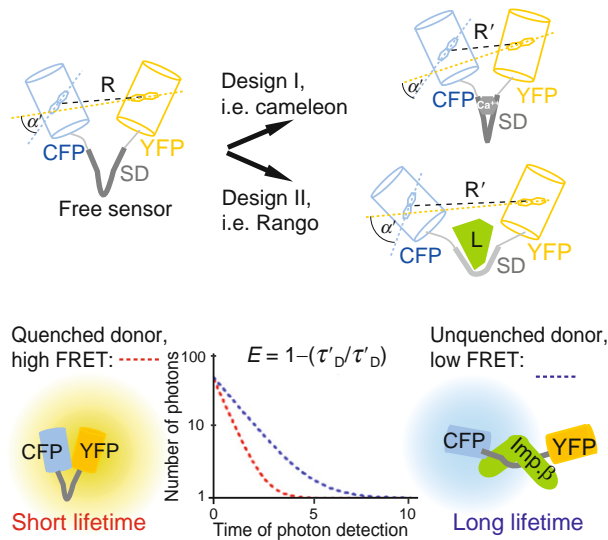 R
α'
CFP
YFP
SD
Free sensor
Design I,
i.e. cameleon
Design II,
i.e. Rango
R′
CFP
Ca++
YFP
SD
R′
α'
L
CFP
SD
YFP
Quenched donor,
high FRET:
CFP YFP
Short lifetime
E = 1–(τ′D/τ′D)
Number of photons
100
10
1
0 5 10
Time of photon detection
Unquenched donor,
low FRET:
CFP
Imp.β
YFP
Long lifetime